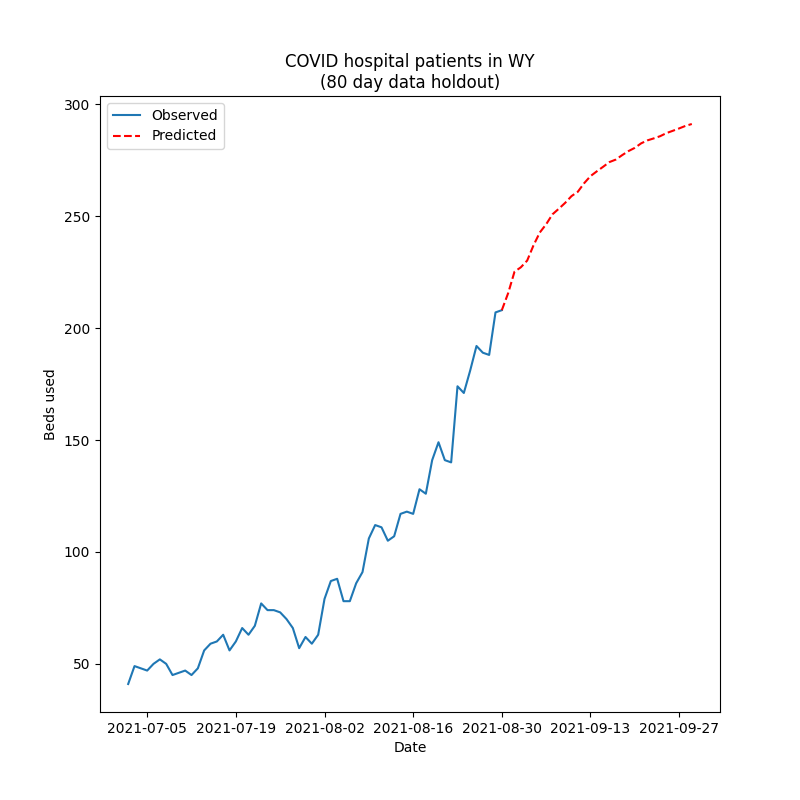 COVID hospital patients in WY
(80 day data holdout)
Observed
Predicted
300
250
200
150
100
50
Beds used
2021-07-05 2021-07-19 2021-08-02 2021-08-16 2021-08-30 2021-09-13 2021-09-27
Date